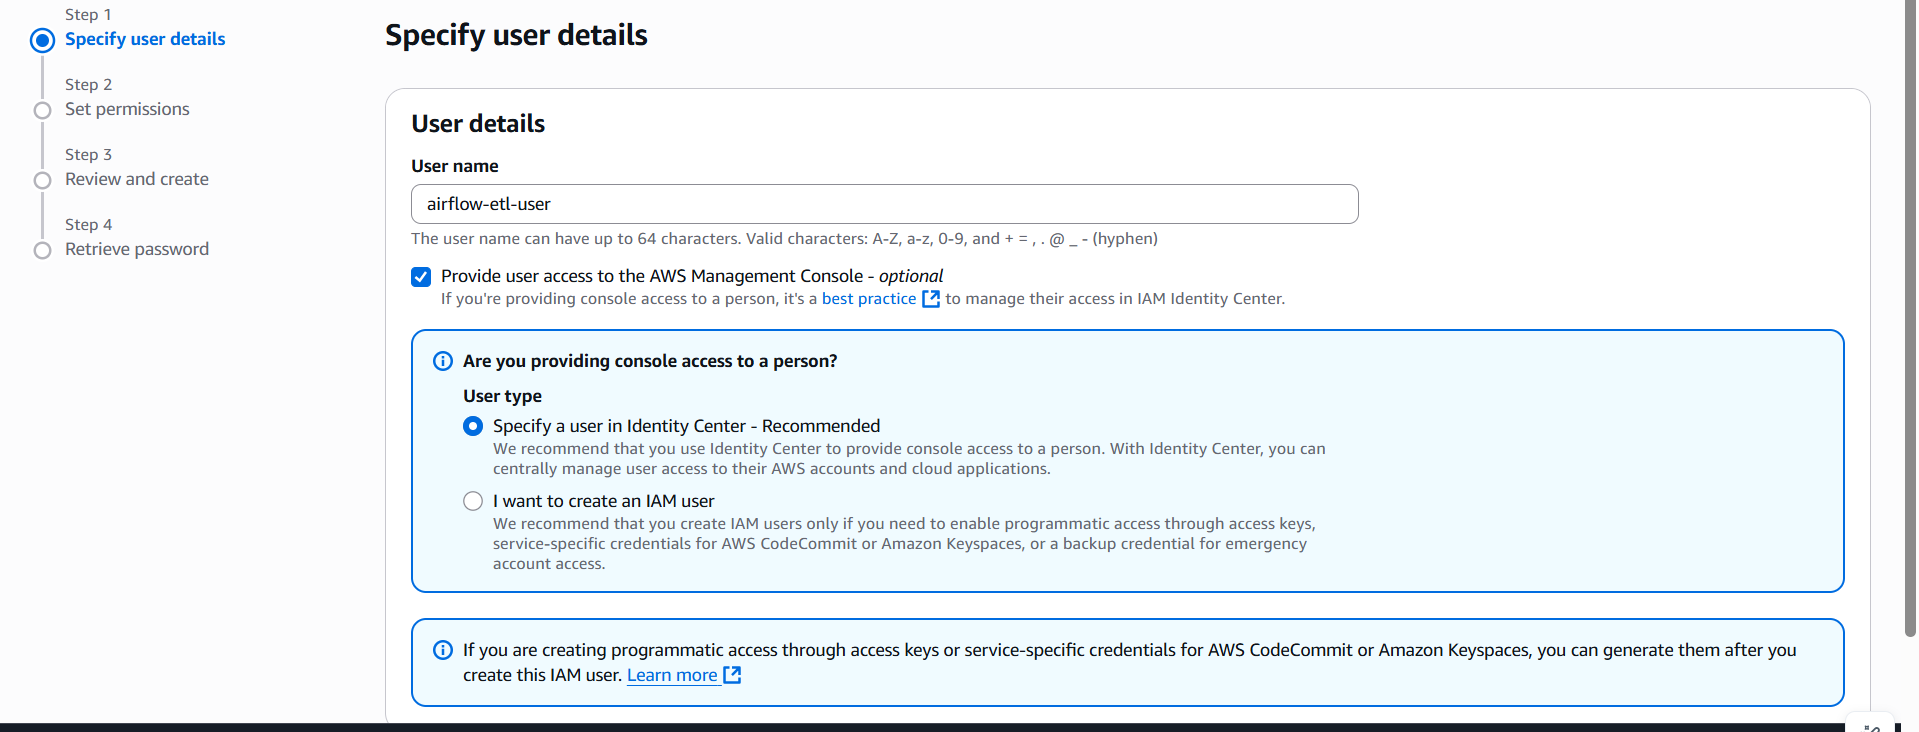 Step 1
Specify user details
Step 2
Set permissions
Step 3
Review and create
Step 4
Retrieve password
Specify user details
User details
User name
airflow-etl-user
The user name can have up to 64 characters. Valid characters: A-Z, a-z, 0-9, and + = , . @ _ - (hyphen)
Provide user access to the AWS Management Console - optional
If you're providing console access to a person, it's a best practice to manage their access in IAM Identity Center.
Are you providing console access to a person?
User type
Specify a user in Identity Center - Recommended
We recommend that you use Identity Center to provide console access to a person. With Identity Center, you can
centrally manage user access to their AWS accounts and cloud applications.
I want to create an IAM user
We recommend that you create IAM users only if you need to enable programmatic access through access keys,
service-specific credentials for AWS CodeCommit or Amazon Keyspaces, or a backup credential for emergency
account access.
If you are creating programmatic access through access keys or service-specific credentials for AWS CodeCommit or Amazon Keyspaces, you can generate them after you
create this IAM user. Learn more